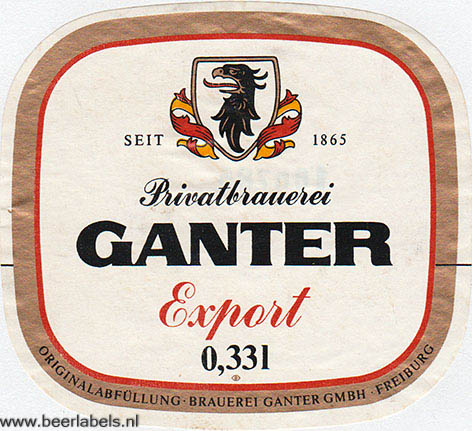 SEIT 1865
Privatbrauerei
GANTER
Export
0,33l
ORIGINALABFÜLLUNG · BRAUEREI GANTER GMBH · FREIBURG
www.beerlabels.nl